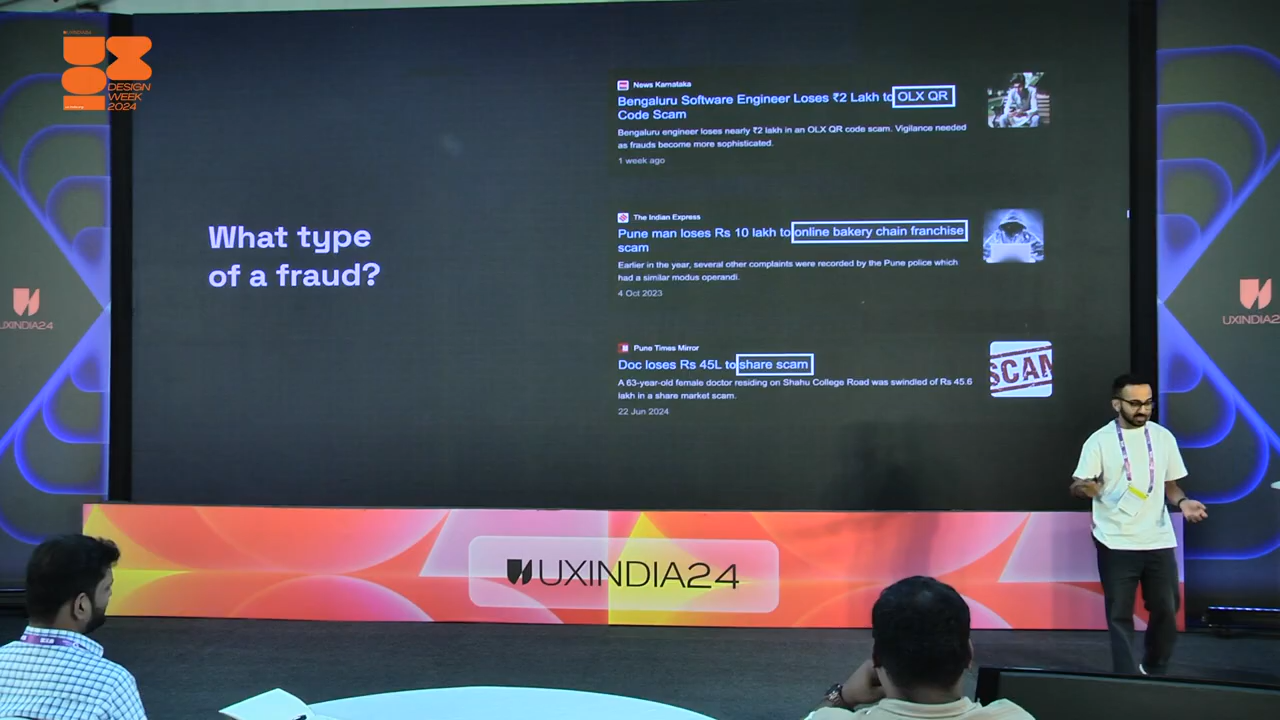 UXINDIA24
DESIGN
WEEK
2024
What type
of a fraud?
News Karnataka
Bengaluru Software Engineer Loses ₹2 Lakh to OLX QR
Code Scam
Bengaluru engineer loses nearly ₹2 lakh in an OLX QR code scam. Vigilance needed
as frauds become more sophisticated.
1 week ago
The Indian Express
Pune man loses Rs 10 lakh to online bakery chain franchise
scam
Earlier in the year, several other complaints were recorded by the Pune police which
had a similar modus operandi.
4 Oct 2023
Pune Times Mirror
Doc loses Rs 45L to share scam
A 63-year-old female doctor residing on Shahu College Road was swindled of Rs 45.6
lakh in a share market scam.
22 Jun 2024
SCAM
UXINDIA24
UXINDIA2
UXINDIA24